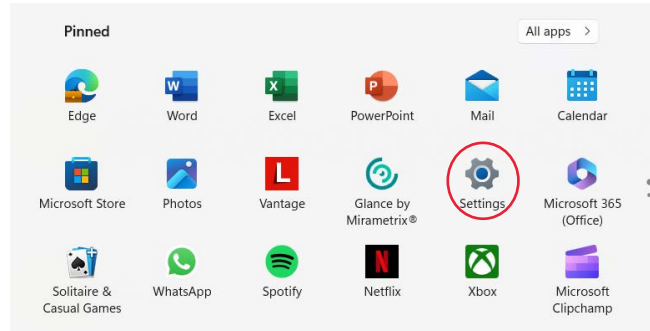 Pinned
All apps >
Edge
Word
Excel
PowerPoint
Mail
Calendar
Microsoft Store
Photos
Vantage
Glance by
Mirametrix®
Settings
Microsoft 365
(Office)
Solitaire &
Casual Games
WhatsApp
Spotify
Netflix
Xbox
Microsoft
Clipchamp